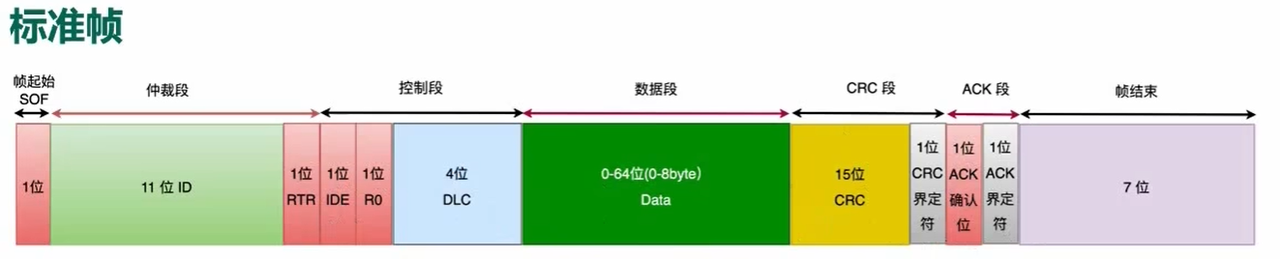 标准帧
帧起始
SOF
仲裁段
控制段
数据段
CRC 段
ACK 段
帧结束
1位
11 位 ID
1位
RTR
1位
IDE
1位
R0
4位
DLC
0-64位(0-8byte)
Data
15位
CRC
1位
CRC
界定
符
1位
ACK
确认
位
1位
ACK
界定
符
7 位